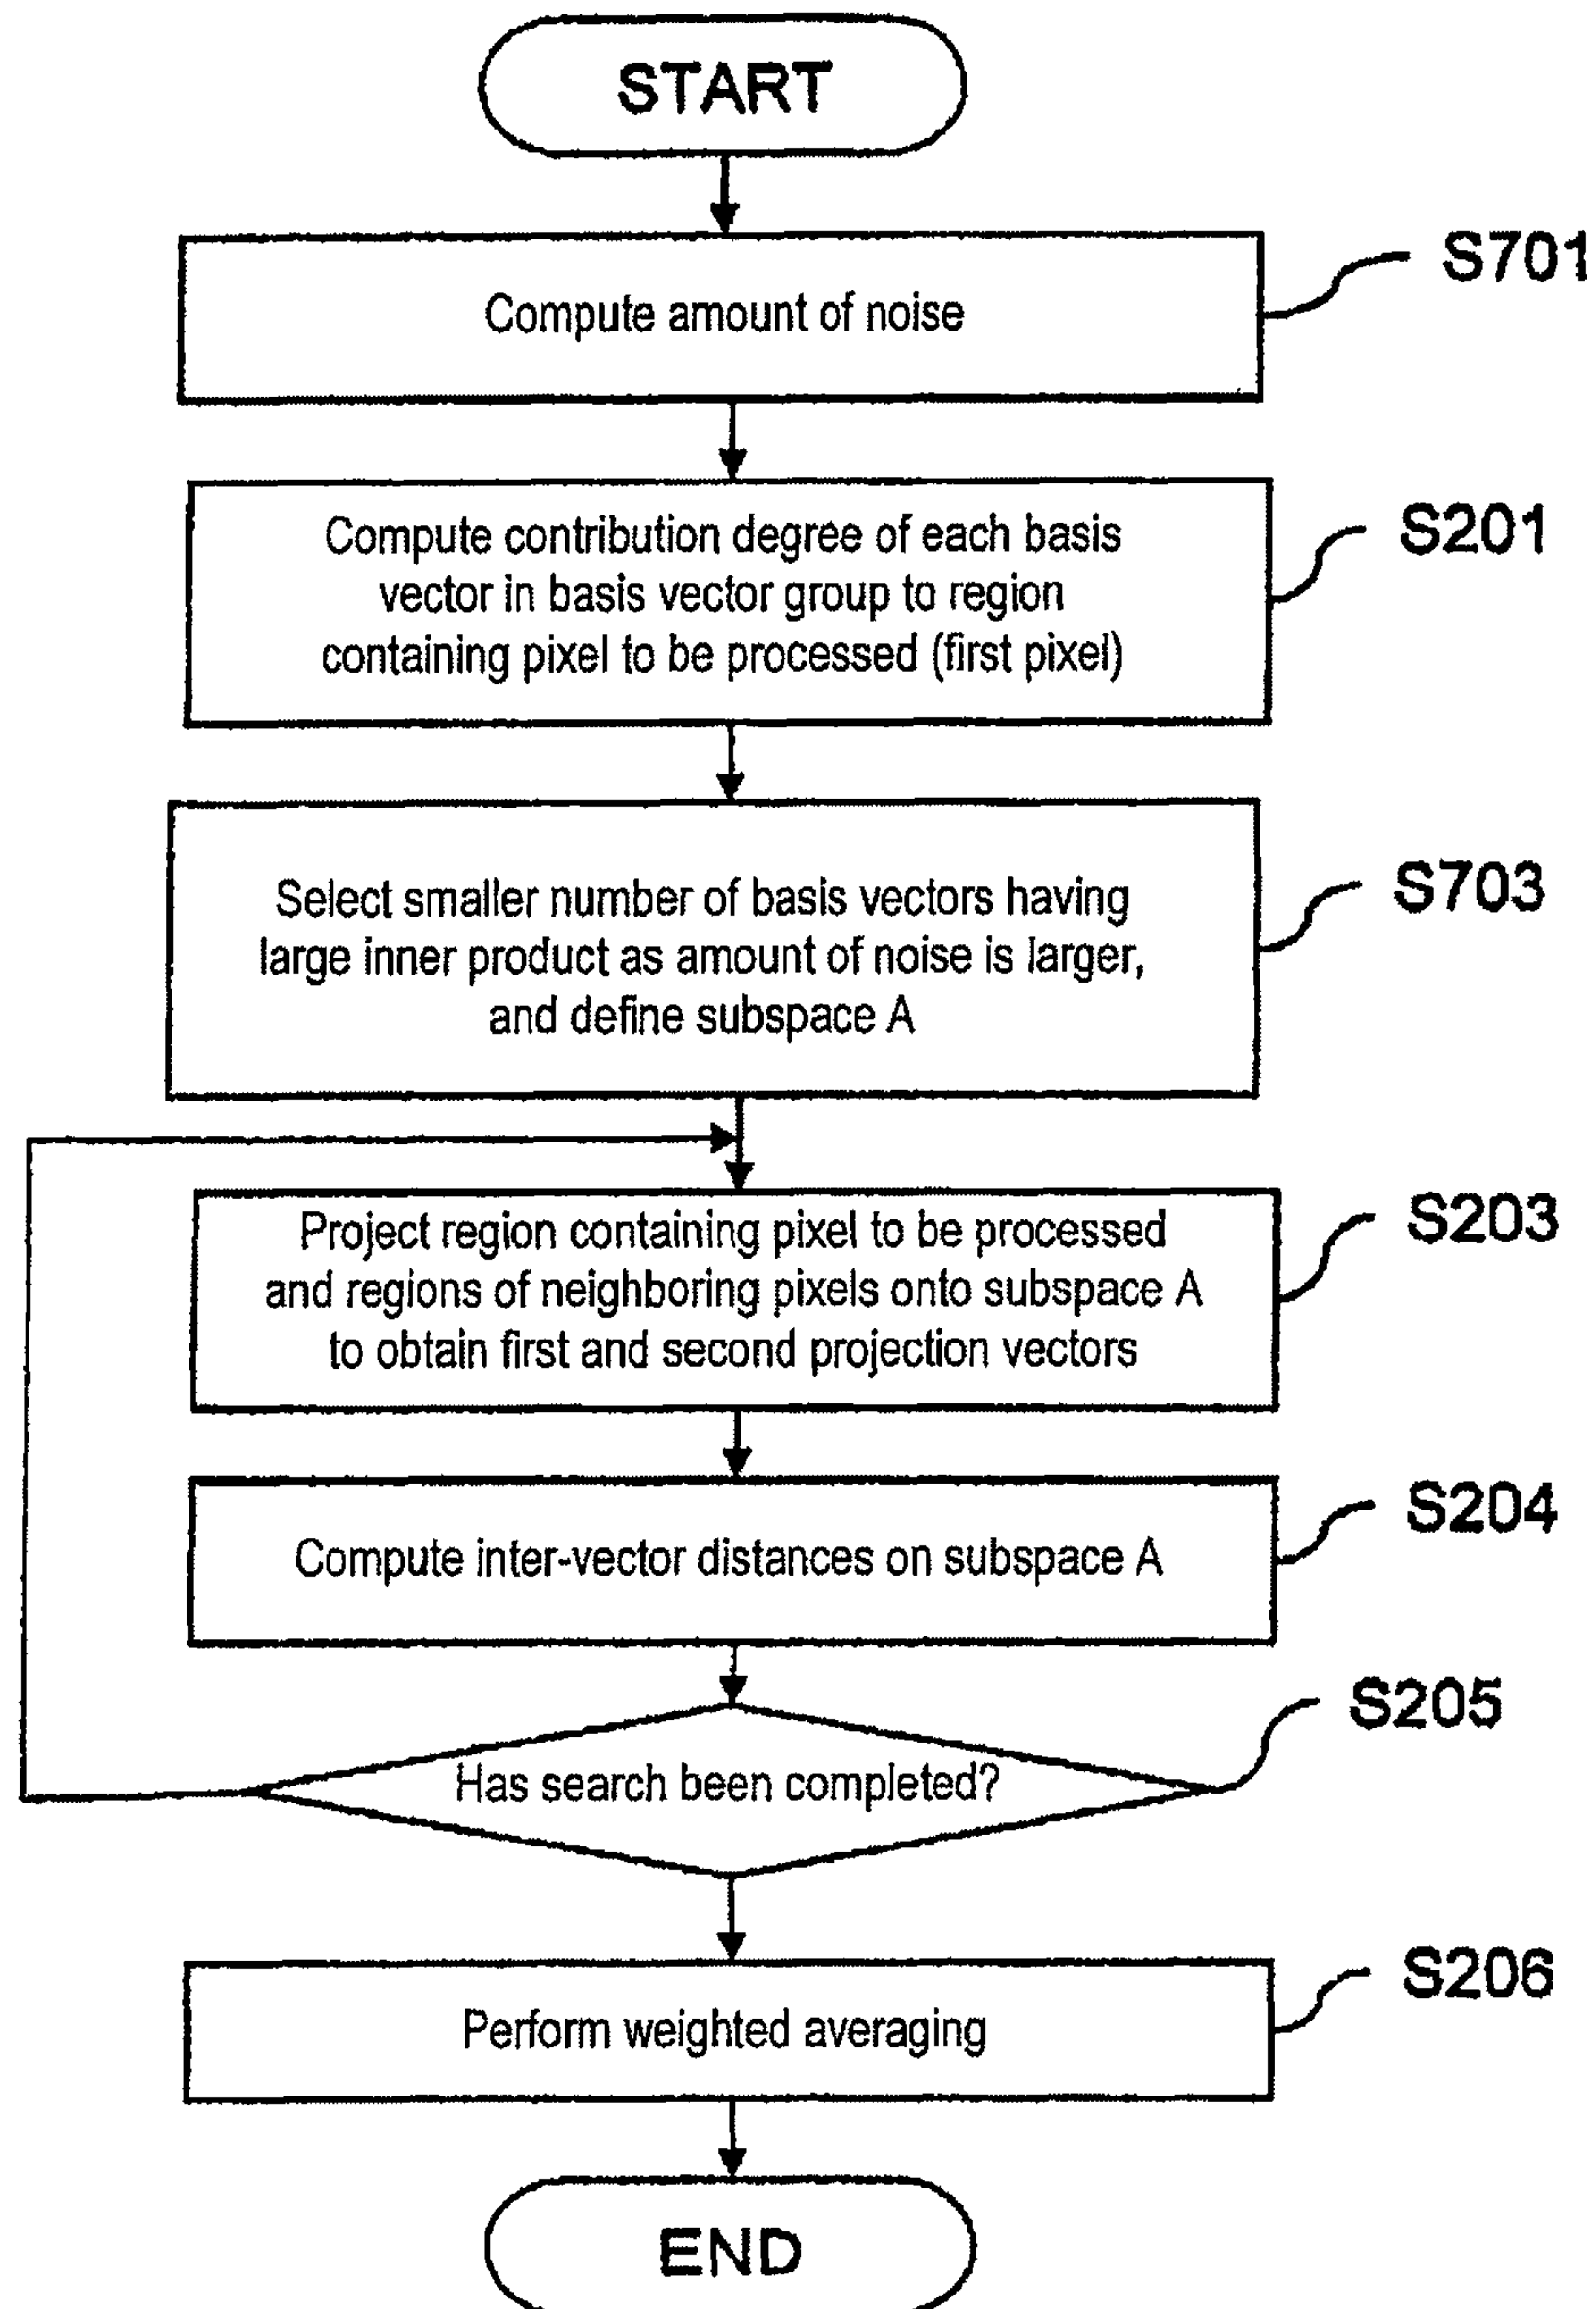 START
Compute amount of noise
S701
Compute contribution degree of each basis
vector in basis vector group to region
containing pixel to be processed (first pixel)
S201
Select smaller number of basis vectors having
large inner product as amount of noise is larger,
and define subspace A
S703
Project region containing pixel to be processed
and regions of neighboring pixels onto subspace A
to obtain first and second projection vectors
S203
Compute inter-vector distances on subspace A
S204
Has search been completed?
S205
Perform weighted averaging
S206
END